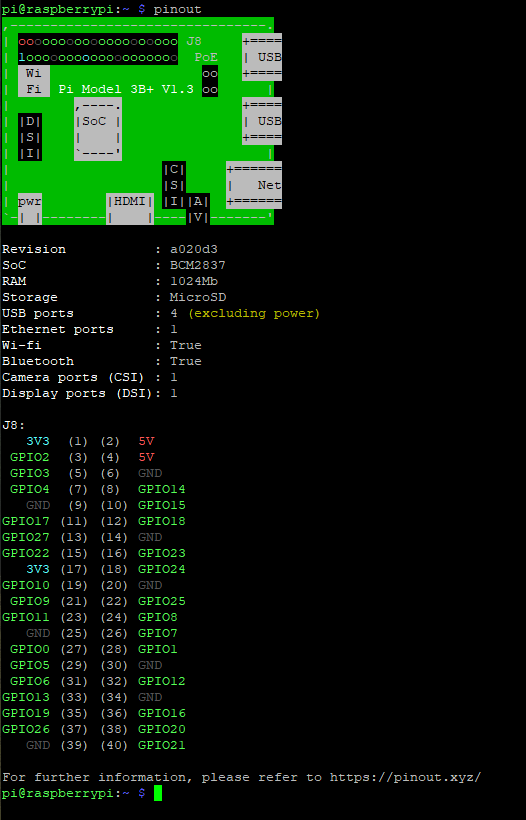 pi@raspberrypi:~ $ pinout
,--------------------------------.
| oooooooooooooooooooo J8     +====
| 1ooooooooooooooooooo   PoE  | USB
|  Wi                    oo   +====
|  Fi  Pi Model 3B+ V1.3 oo      |
|        ,----.               +====
| |D|    |SoC |               | USB
| |S|    |    |               +====
| |I|    `----'                  |
|                   |C|     +======
|                   |S|     |   Net
| pwr        |HDMI| |I||A|  +======
`-| |--------|    |----|V|-------'

Revision           : a020d3
SoC                : BCM2837
RAM                : 1024Mb
Storage            : MicroSD
USB ports          : 4 (excluding power)
Ethernet ports     : 1
Wi-fi              : True
Bluetooth          : True
Camera ports (CSI) : 1
Display ports (DSI): 1

J8:
   3V3  (1) (2)  5V
 GPIO2  (3) (4)  5V
 GPIO3  (5) (6)  GND
 GPIO4  (7) (8)  GPIO14
   GND  (9) (10) GPIO15
GPIO17 (11) (12) GPIO18
GPIO27 (13) (14) GND
GPIO22 (15) (16) GPIO23
   3V3 (17) (18) GPIO24
GPIO10 (19) (20) GND
 GPIO9 (21) (22) GPIO25
GPIO11 (23) (24) GPIO8
   GND (25) (26) GPIO7
 GPIO0 (27) (28) GPIO1
 GPIO5 (29) (30) GND
 GPIO6 (31) (32) GPIO12
GPIO13 (33) (34) GND
GPIO19 (35) (36) GPIO16
GPIO26 (37) (38) GPIO20
   GND (39) (40) GPIO21

For further information, please refer to https://pinout.xyz/
pi@raspberrypi:~ $